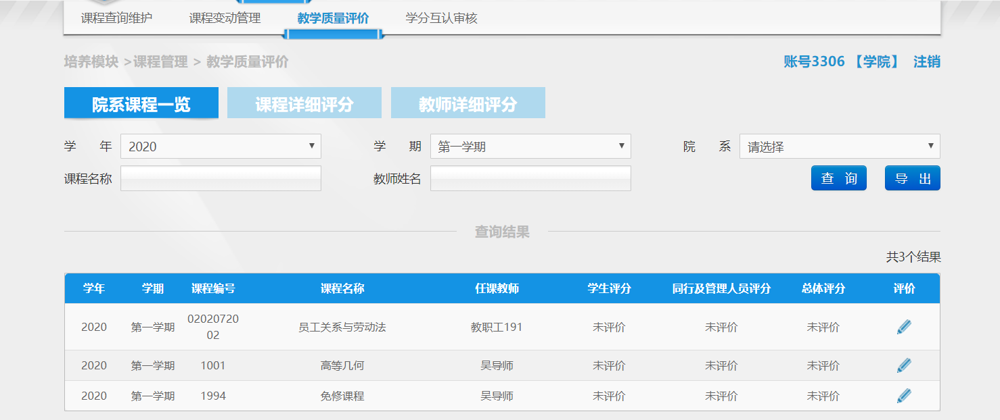 课程查询维护 课程变动管理 教学质量评价 学分互认审核
培养模块 >课程管理 > 教学质量评价 账号3306 【学院】 注销
院系课程一览 课程详细评分 教师详细评分
学 年 2020 学 期 第一学期 院 系 请选择
课程名称 教师姓名 查 询 导 出
查询结果
共3个结果
学年 学期 课程编号 课程名称 任课教师 学生评分 同行及管理人员评分 总体评分 评价
2020 第一学期 02020720
02 员工关系与劳动法 教职工191 未评价 未评价 未评价
2020 第一学期 1001 高等几何 吴导师 未评价 未评价 未评价
2020 第一学期 1994 免修课程 吴导师 未评价 未评价 未评价